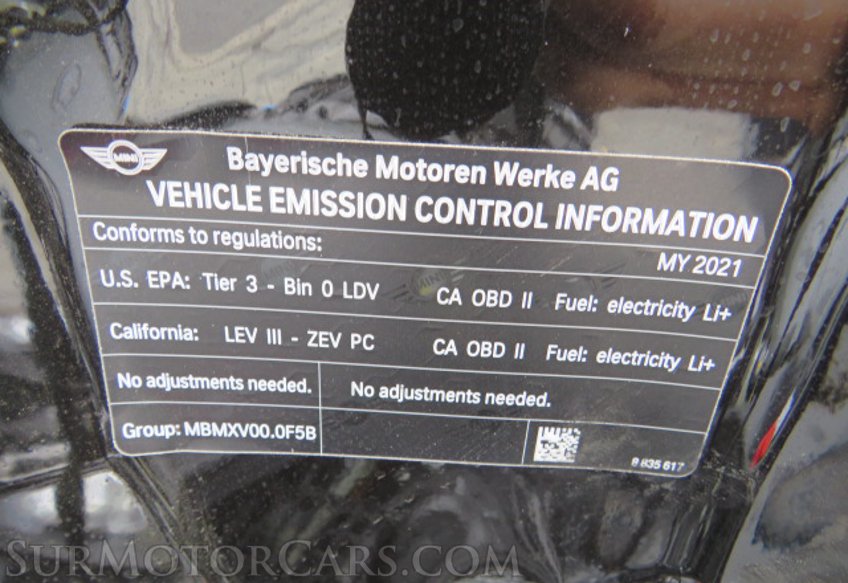 MINI
Bayerische Motoren Werke AG
VEHICLE EMISSION CONTROL INFORMATION
Conforms to regulations:
MY 2021
U.S. EPA: Tier 3 - Bin 0 LDV CA OBD II Fuel: electricity Li+
California: LEV III - ZEV PC CA OBD II Fuel: electricity Li+
No adjustments needed. No adjustments needed.
Group: MBMXV00.0F5B
8 835 617
SurMotorCars.com